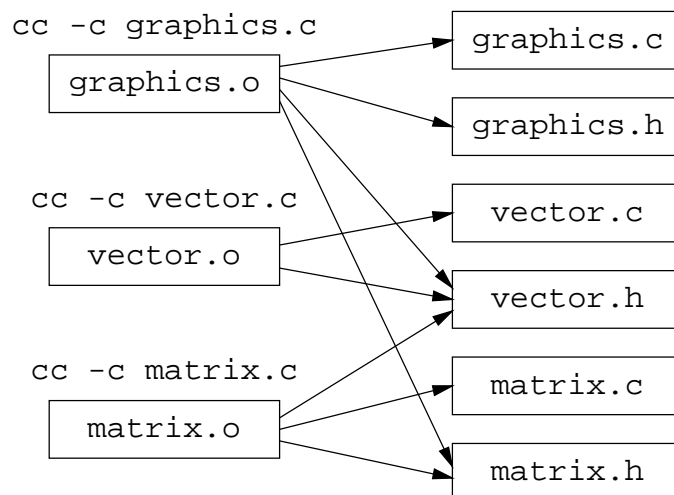 cc -c graphics.c
graphics.o
cc -c vector.c
vector.o
cc -c matrix.c
matrix.o
graphics.c
graphics.h
vector.c
vector.h
matrix.c
matrix.h